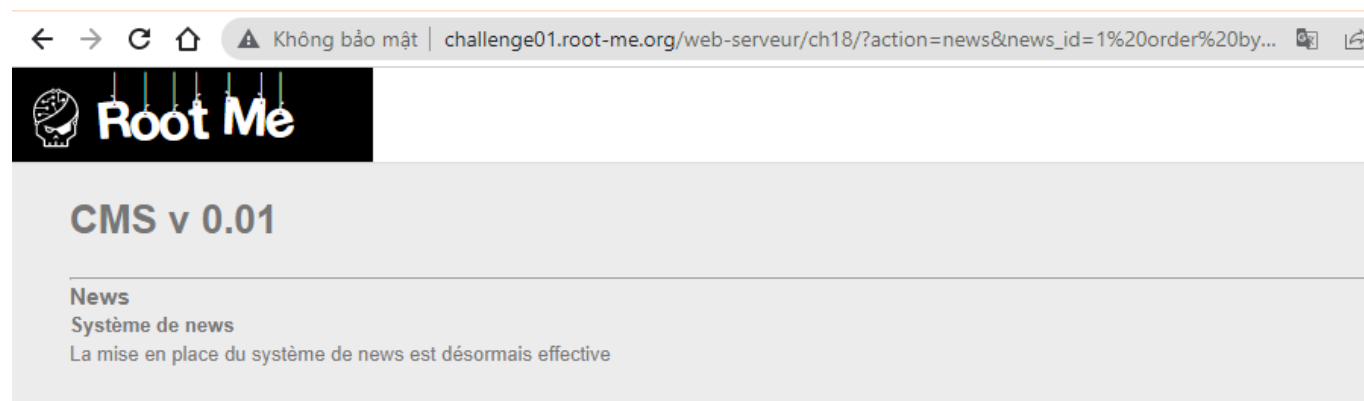 Không bảo mật | challenge01.root-me.org/web-serveur/ch18/?action=news&news_id=1%20order%20by...
Root Me
CMS v 0.01
News
Système de news
La mise en place du système de news est désormais effective